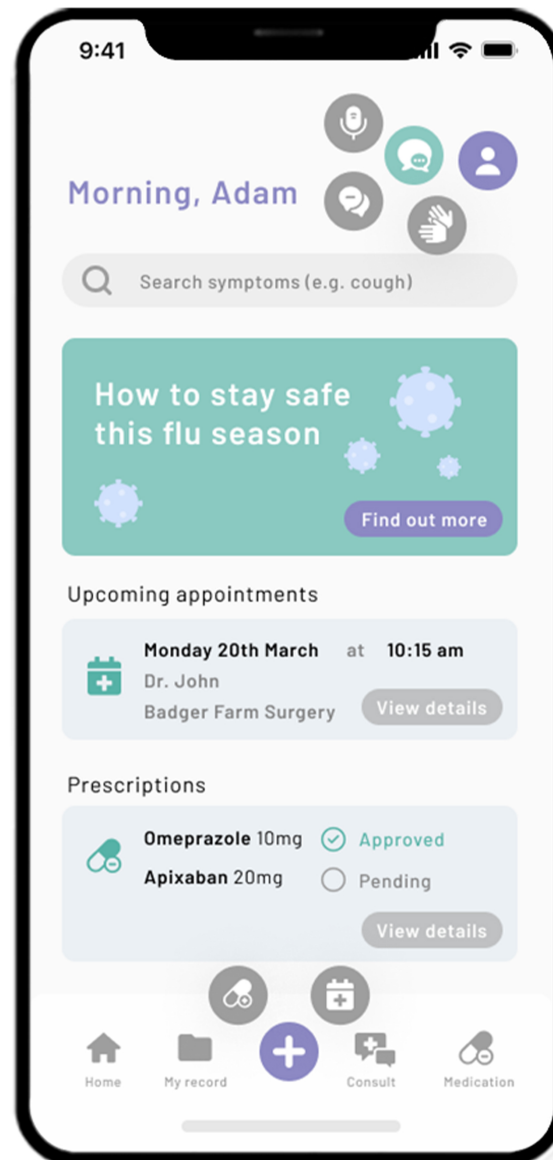 9:41
Morning, Adam
Search symptoms (e.g. cough)
How to stay safe
this flu season
Find out more
Upcoming appointments
Monday 20th March at 10:15 am
Dr. John
Badger Farm Surgery
View details
Prescriptions
Omeprazole 10mg Approved
Apixaban 20mg Pending
View details
Home My record Consult Medication